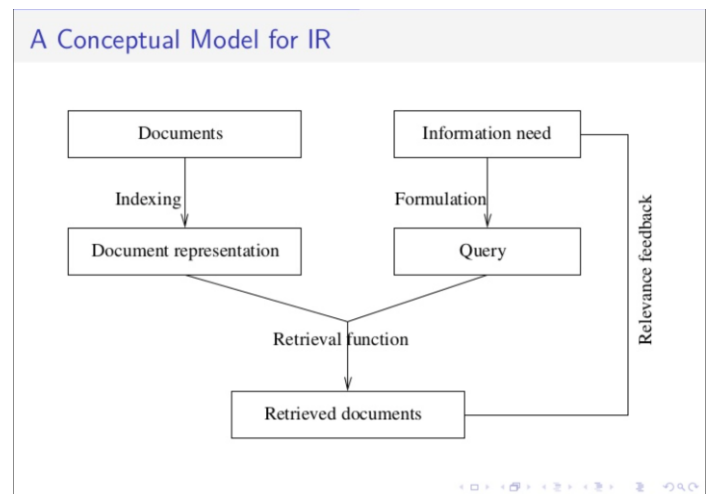 A Conceptual Model for IR
Documents
Information need
Indexing
Formulation
Document representation
Query
Relevance feedback
Retrieval function
Retrieved documents